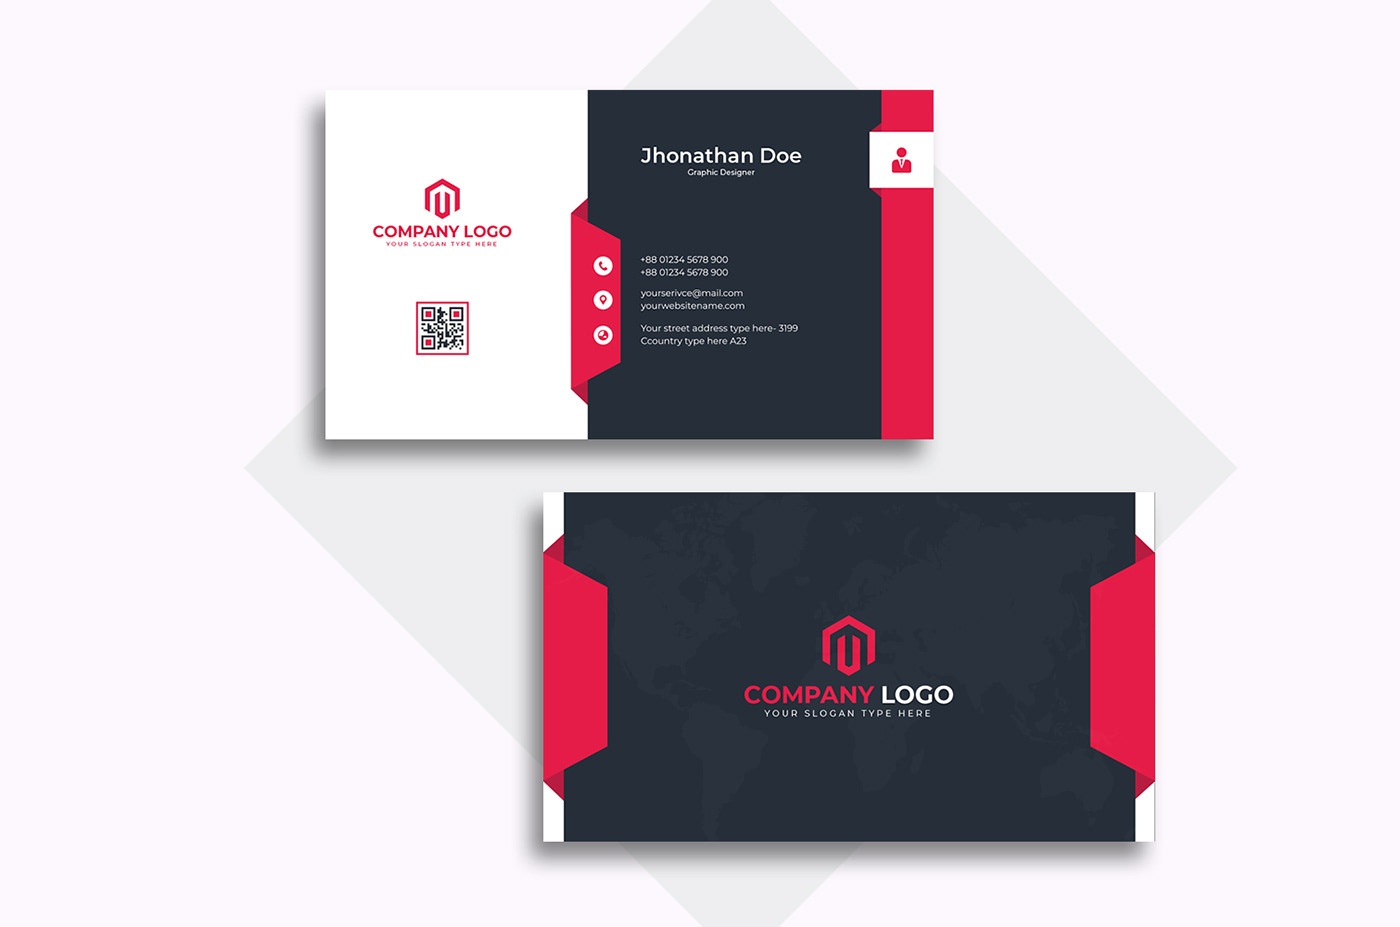 COMPANY LOGO
YOUR SLOGAN TYPE HERE
Jhonathan Doe
Graphic Designer
+88 01234 5678 900
+88 01234 5678 900
yourserivce@mail.com
yourwebsitename.com
Your street address type here- 3199
Ccountry type here A23
COMPANY LOGO
YOUR SLOGAN TYPE HERE